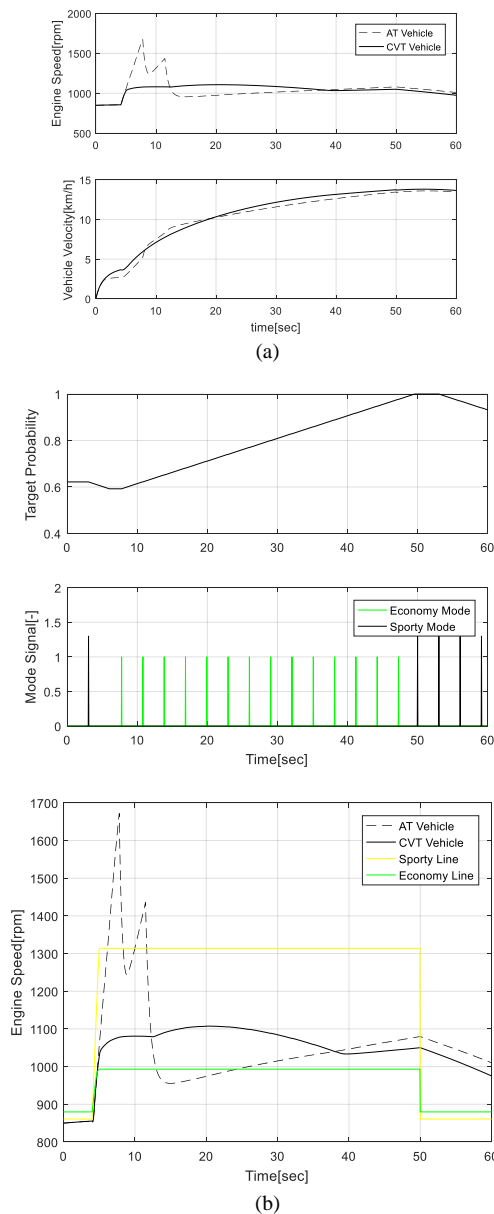 2000
1500
1000
500
Engine Speed[rpm]
AT Vehicle
CVT Vehicle
0 10 20 30 40 50 60
15
10
5
0
Vehicle Velocity[km/h]
0 10 20 30 40 50 60
time[sec]
(a)
1
0.8
0.6
0.4
Target Probability
0 10 20 30 40 50 60
2
1.5
1
0.5
0
Mode Signal[-]
Economy Mode
Sporty Mode
0 10 20 30 40 50 60
Time[sec]
1700
1600
1500
1400
1300
1200
1100
1000
900
800
Engine Speed[rpm]
AT Vehicle
CVT Vehicle
Sporty Line
Economy Line
0 10 20 30 40 50 60
Time[sec]
(b)